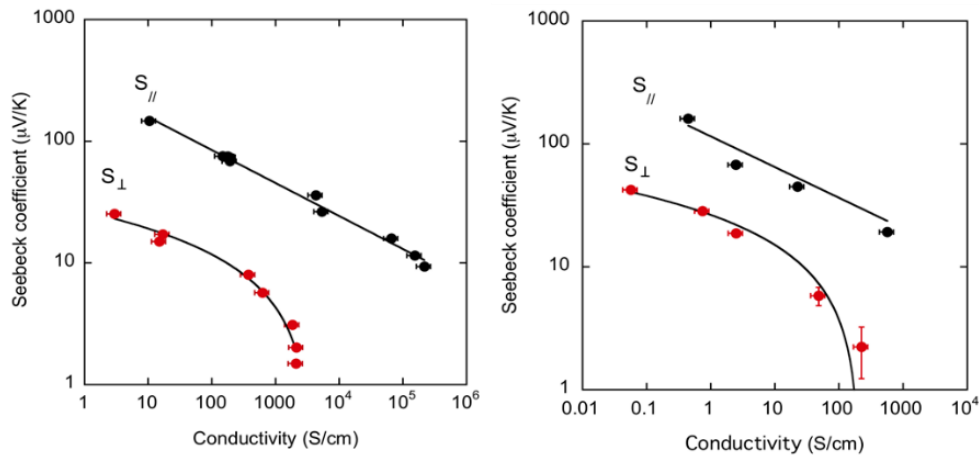 1000
100
10
1
Seebeck coefficient (μV/K)
S//
S⊥
1 10 100 1000 10⁴ 10⁵ 10⁶
Conductivity (S/cm)
1000
100
10
1
Seebeck coefficient (μV/K)
S//
S⊥
0.01 0.1 1 10 100 1000 10⁴
Conductivity (S/cm)